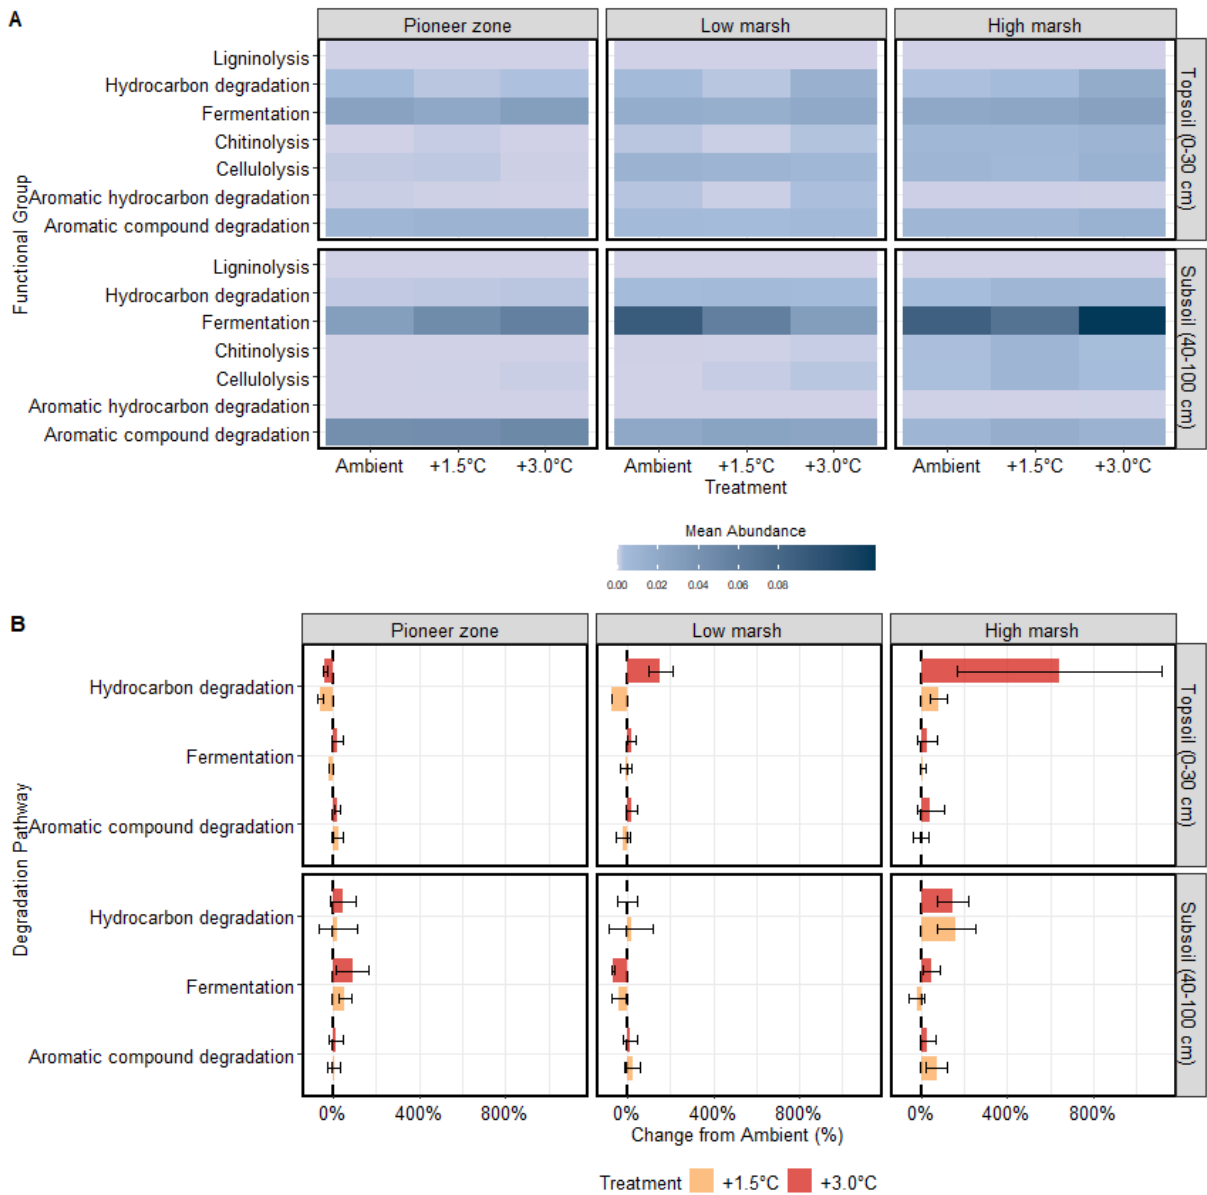 A
Pioneer zone
Low marsh
High marsh
Functional Group
Ligninolysis
Hydrocarbon degradation
Fermentation
Chitinolysis
Cellulolysis
Aromatic hydrocarbon degradation
Aromatic compound degradation
Topsoil (0-30 cm)
Ligninolysis
Hydrocarbon degradation
Fermentation
Chitinolysis
Cellulolysis
Aromatic hydrocarbon degradation
Aromatic compound degradation
Subsoil (40-100 cm)
Ambient +1.5°C +3.0°C Ambient +1.5°C +3.0°C Ambient +1.5°C +3.0°C
Treatment
Mean Abundance
0.00 0.02 0.04 0.06 0.08
B
Pioneer zone
Low marsh
High marsh
Degradation Pathway
Hydrocarbon degradation
Fermentation
Aromatic compound degradation
Topsoil (0-30 cm)
Hydrocarbon degradation
Fermentation
Aromatic compound degradation
Subsoil (40-100 cm)
0% 400% 800% 0% 400% 800% 0% 400% 800%
Change from Ambient (%)
Treatment +1.5°C +3.0°C